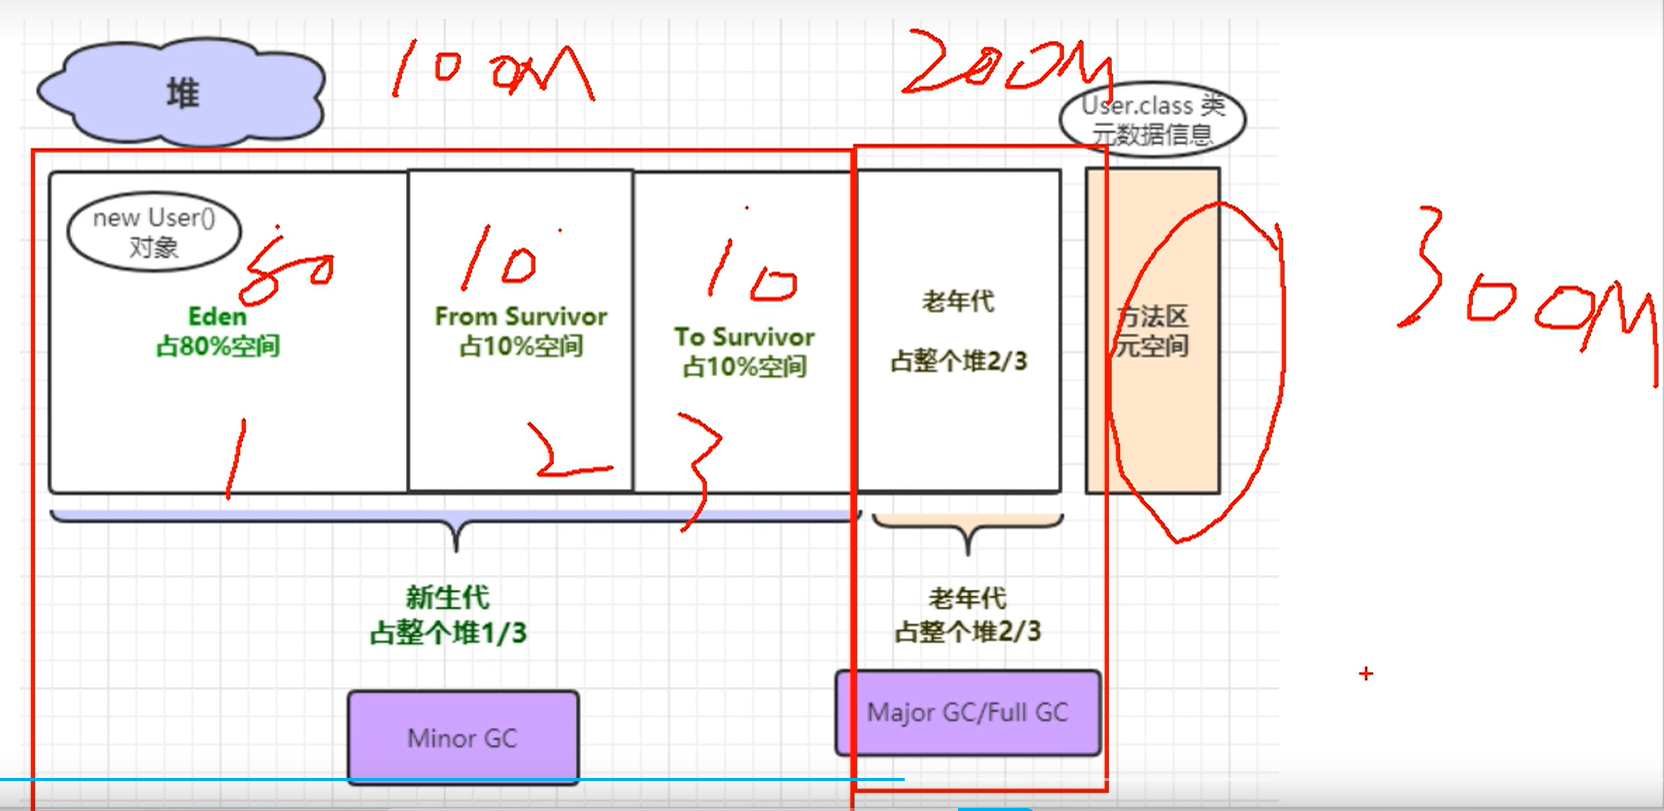 堆
100M
200M
User.class 类
元数据信息
new User()
对象
80
10
10
300M
Eden
占80%空间
From Survivor
占10%空间
To Survivor
占10%空间
老年代
占整个堆2/3
方法区
元空间
1
2
3
新生代
占整个堆1/3
老年代
占整个堆2/3
Minor GC
Major GC/Full GC